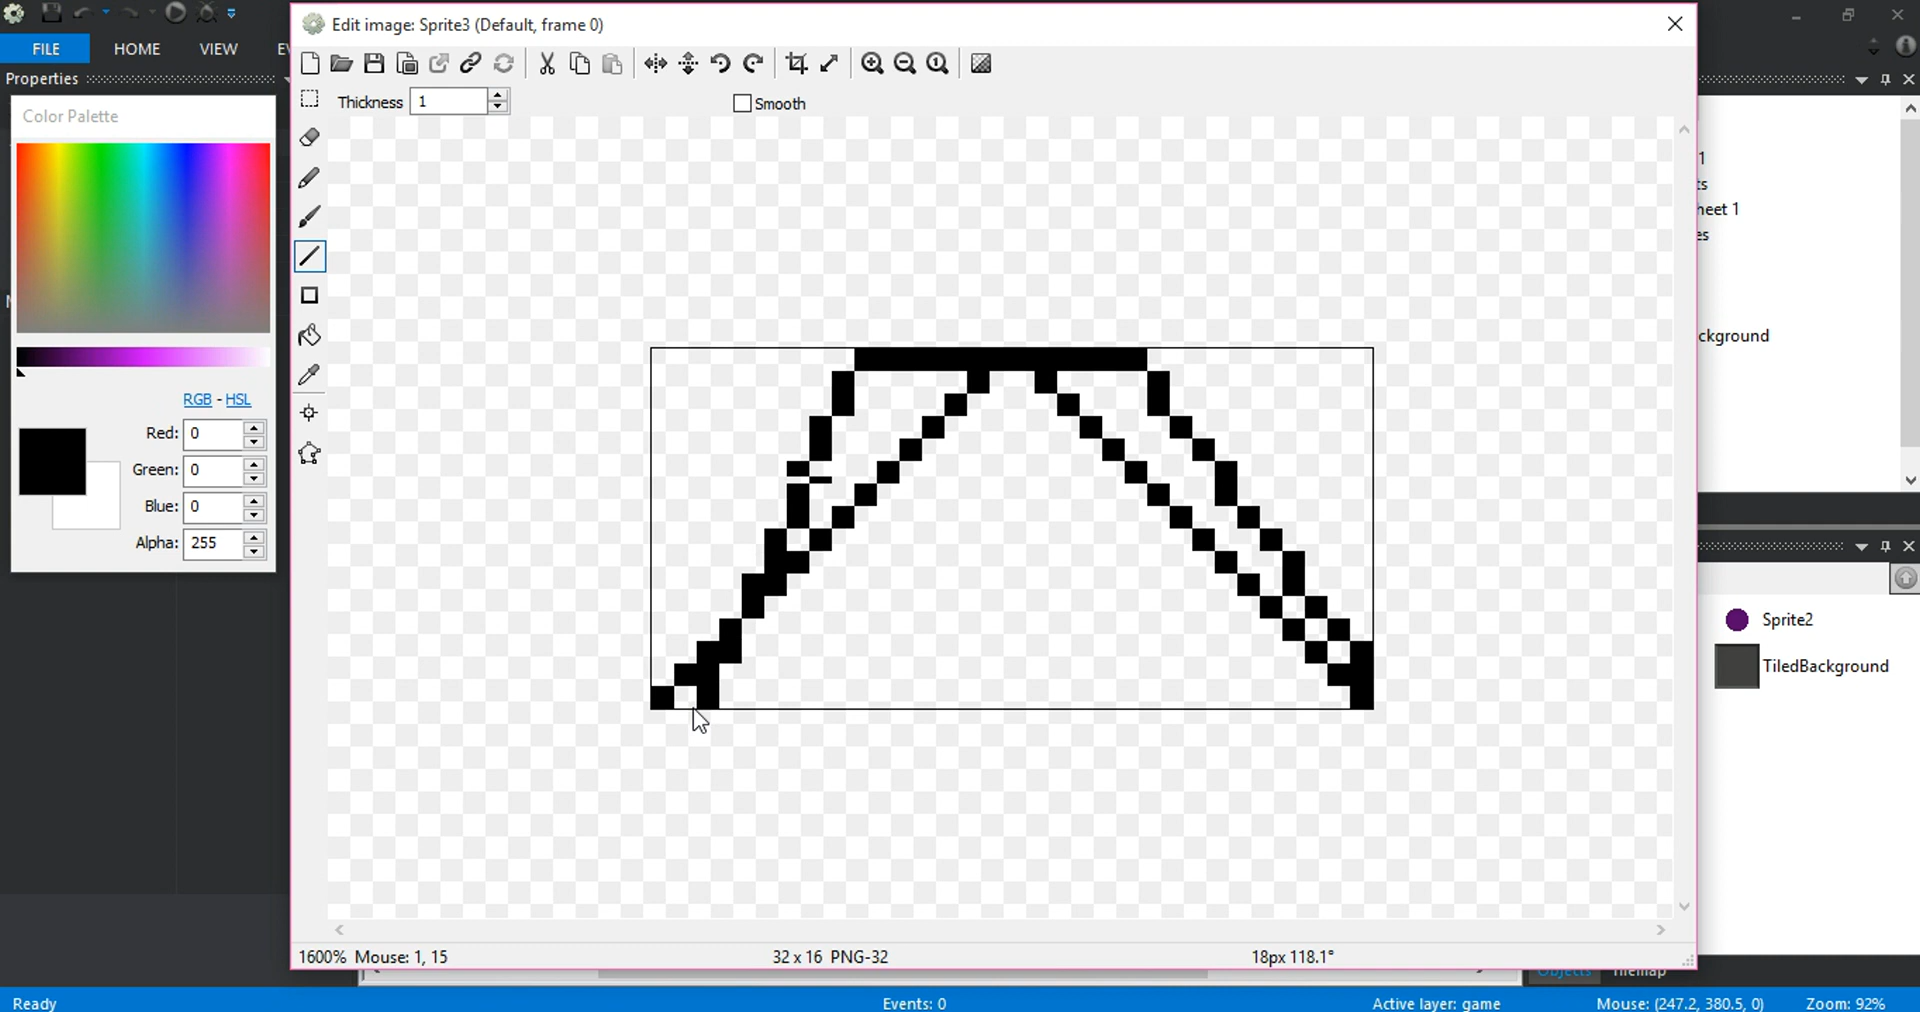 Edit image: Sprite3 (Default, frame 0)
FILE
HOME
VIEW
Properties
Thickness
1
Smooth
Color Palette
1
heet 1
ckground
RGB - HSL
Red: 0
Green: 0
Blue: 0
Alpha: 255
Sprite2
TiledBackground
1600% Mouse: 1, 15
32 x 16 PNG-32
18px 118.1°
Objects
Tilemap
Ready
Events: 0
Active layer: game
Mouse: (247.2, 380.5, 0)
Zoom: 92%